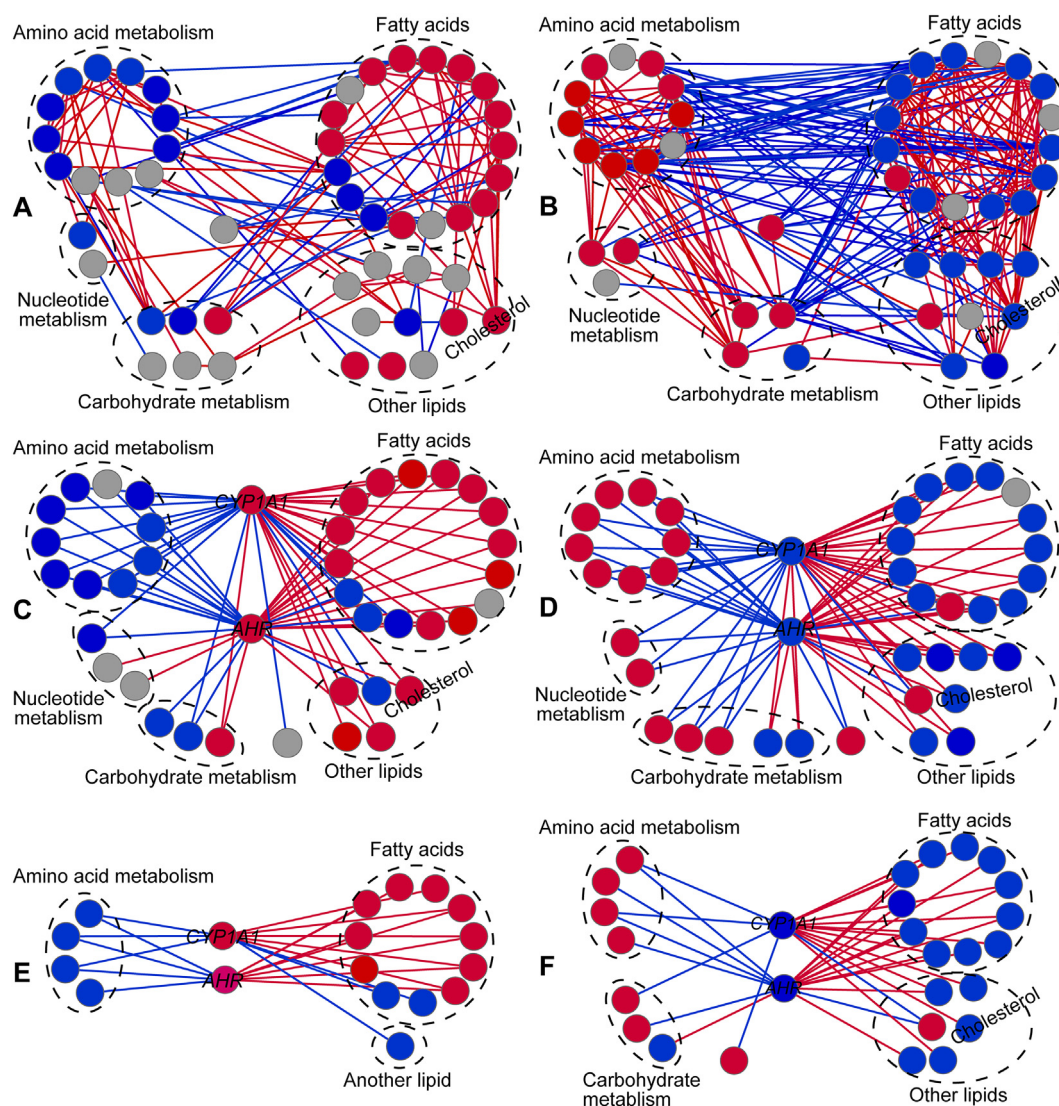 Amino acid metabolism
Fatty acids
A
Nucleotide
metablism
Cholesterol
Carbohydrate metablism
Other lipids
Amino acid metabolism
Fatty acids
B
Nucleotide
metablism
Cholesterol
Carbohydrate metablism
Other lipids
Amino acid metabolism
Fatty acids
CYP1A1
C
AHR
Nucleotide
metablism
Cholesterol
Carbohydrate metablism
Other lipids
Amino acid metabolism
Fatty acids
CYP1A1
D
AHR
Nucleotide
metablism
Cholesterol
Carbohydrate metablism
Other lipids
Amino acid metabolism
Fatty acids
CYP1A1
E
AHR
Another lipid
Amino acid metabolism
Fatty acids
CYP1A1
F
AHR
Cholesterol
Carbohydrate
metablism
Other lipids